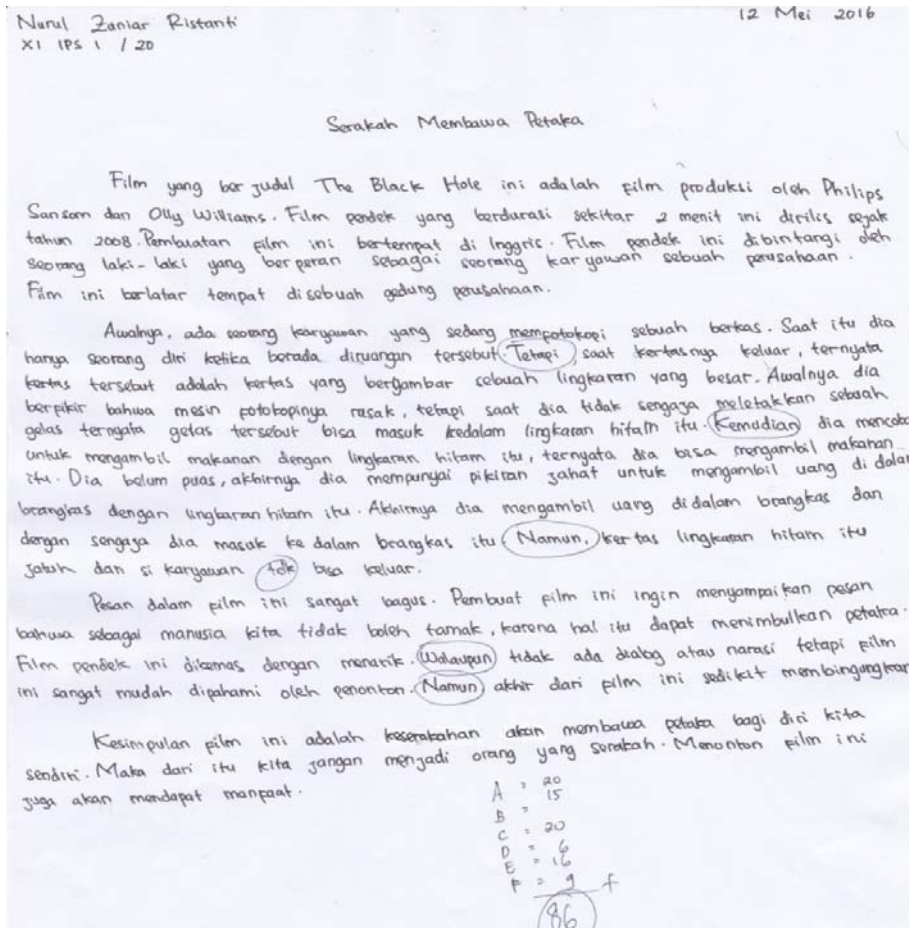 Nurul Zaniar Ristanti
12 Mei 2016
XI IPS 1 / 20
Serakah Membawa Petaka
Film yang berjudul The Black Hole ini adalah film produksi oleh Philips
Sansom dan Olly Williams. Film pendek yang berdurasi sekitar 2 menit ini dirilis sejak
tahun 2008. Pembuatan film ini bertempat di Inggris. Film pendek ini dibintangi oleh
seorang laki-laki yang berperan sebagai seorang karyawan sebuah perusahaan.
Film ini berlatar tempat disebuah gedung perusahaan.
Awalnya, ada seorang karyawan yang sedang mempotokopi sebuah berkas. Saat itu dia
hanya seorang diri ketika berada diruangan tersebut. Tetapi, saat kertasnya keluar, ternyata
kertas tersebut adalah kertas yang bergambar sebuah lingkaran yang besar. Awalnya dia
berpikir bahwa mesin potokopinya rusak, tetapi saat dia tidak sengaja meletakkan sebuah
gelas ternyata gelas tersebut bisa masuk kedalam lingkaran hitam itu. Kemudian dia mencoba
untuk mengambil makanan dengan lingkaran hitam itu, ternyata dia bisa mengambil makanan
itu. Dia belum puas, akhirnya dia mempunyai pikiran jahat untuk mengambil uang di dalam
brangkas dengan lingkaran hitam itu. Akhirnya dia mengambil uang didalam brangkas dan
dengan sengaja dia masuk ke dalam brangkas itu. Namun, kertas lingkaran hitam itu
jatuh dan si karyawan tdk bisa keluar.
Pesan dalam film ini sangat bagus. Pembuat film ini ingin menyampaikan pesan
bahwa sebagai manusia kita tidak boleh tamak, karena hal itu dapat menimbulkan petaka.
Film pendek ini dikemas dengan menarik. Walaupun tidak ada dialog atau narasi tetapi film
ini sangat mudah dipahami oleh penonton. Namun akhir dari film ini sedikit membingungkan
Kesimpulan film ini adalah keserakahan akan membawa petaka bagi diri kita
sendiri. Maka dari itu kita jangan menjadi orang yang serakah. Menonton film ini
juga akan mendapat manpaat.
A = 20
B = 15
C = 20
D = 6
E = 16
F = 9 +
86